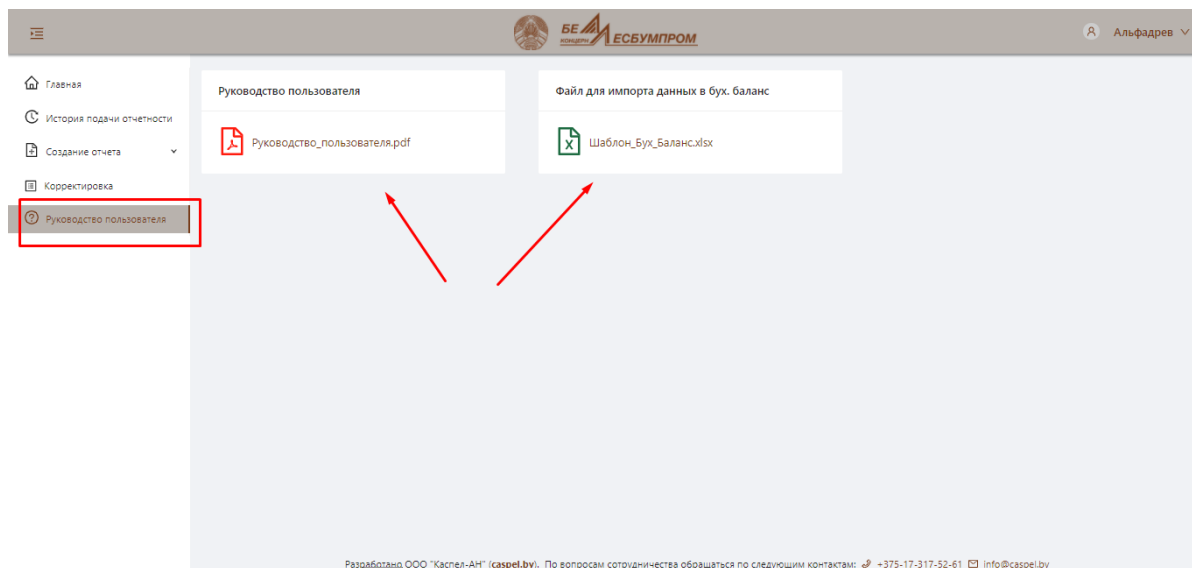 БЕЛ
КОНЦЕРН ЛЕСБУМПРОМ
Альфадрев
Главная
История подачи отчетности
Создание отчета
Корректировка
Руководство пользователя
Руководство пользователя
Руководство_пользователя.pdf
Файл для импорта данных в бух. баланс
Шаблон_Бух_Баланс.xlsx
Разработано ООО "Каспел-АН" (caspel.by). По вопросам сотрудничества обращаться по следующим контактам: +375-17-317-52-61 info@caspel.by